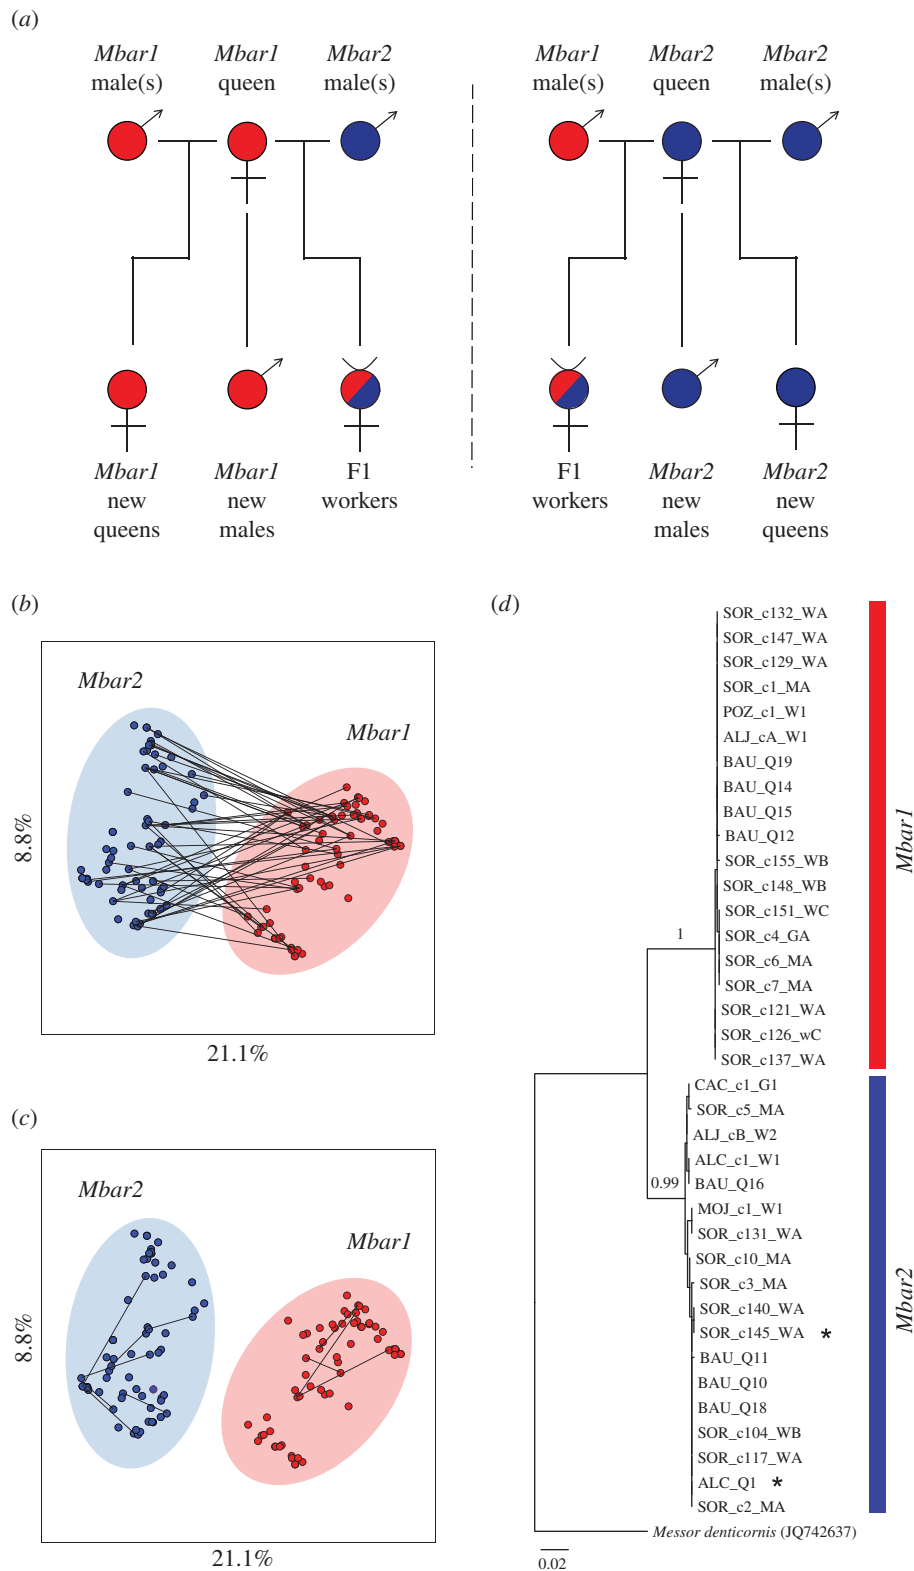 (a)
Mbar1 male(s)
Mbar1 queen
Mbar2 male(s)
Mbar1 male(s)
Mbar2 queen
Mbar2 male(s)
Mbar1 new queens
Mbar1 new males
F1 workers
F1 workers
Mbar2 new males
Mbar2 new queens
(b)
Mbar2
Mbar1
8.8%
21.1%
(c)
Mbar2
Mbar1
8.8%
21.1%
(d)
SOR_c132_WA
SOR_c147_WA
SOR_c129_WA
SOR_c1_MA
POZ_c1_W1
ALJ_cA_W1
BAU_Q19
BAU_Q14
BAU_Q15
BAU_Q12
SOR_c155_WB
SOR_c148_WB
SOR_c151_WC
SOR_c4_GA
SOR_c6_MA
SOR_c7_MA
SOR_c121_WA
SOR_c126_wC
SOR_c137_WA
1
Mbar1
CAC_c1_G1
SOR_c5_MA
ALJ_cB_W2
ALC_c1_W1
BAU_Q16
MOJ_c1_W1
SOR_c131_WA
SOR_c10_MA
SOR_c3_MA
SOR_c140_WA
SOR_c145_WA *
BAU_Q11
BAU_Q10
BAU_Q18
SOR_c104_WB
SOR_c117_WA
ALC_Q1 *
SOR_c2_MA
0.99
Mbar2
Messor denticornis (JQ742637)
0.02